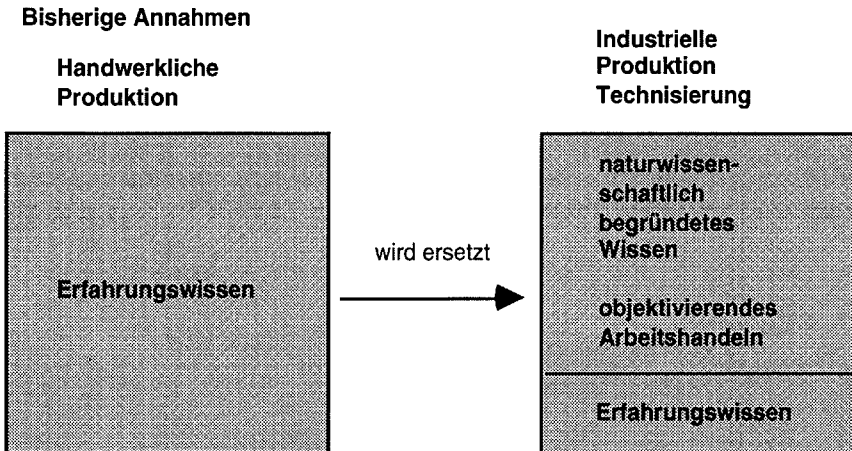 Bisherige Annahmen
Handwerkliche
Produktion
Industrielle
Produktion
Technisierung
Erfahrungswissen
wird ersetzt
naturwissen-
schaftlich
begründetes
Wissen
objektivierendes
Arbeitshandeln
Erfahrungswissen